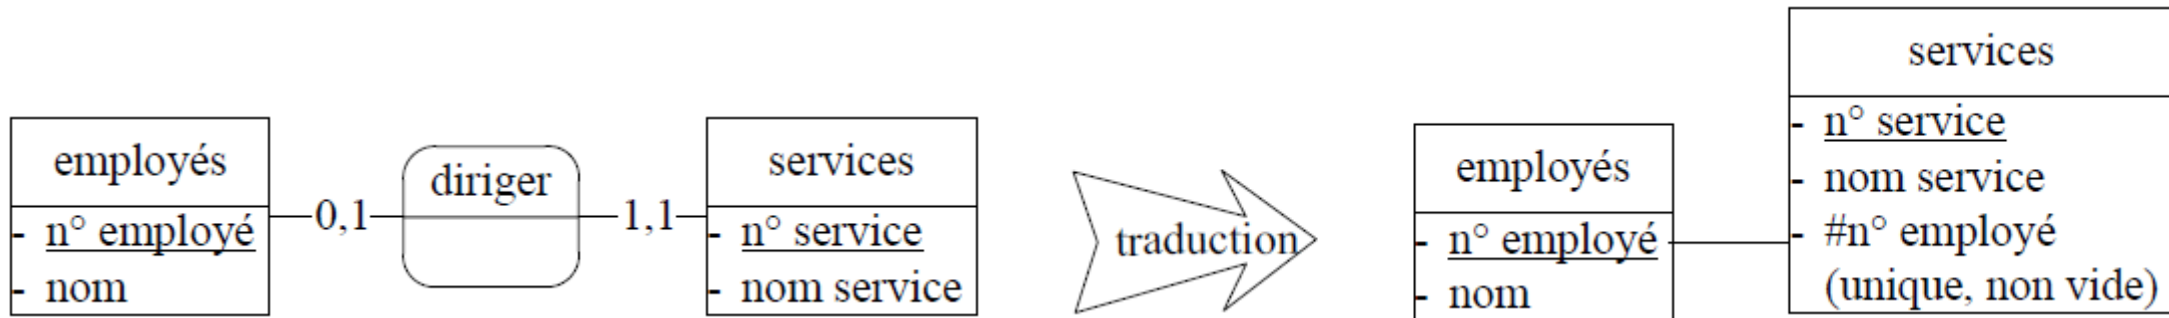 employés
- n° employé
- nom
0,1
diriger
1,1
services
- n° service
- nom service
traduction
employés
- n° employé
- nom
services
- n° service
- nom service
- #n° employé
(unique, non vide)